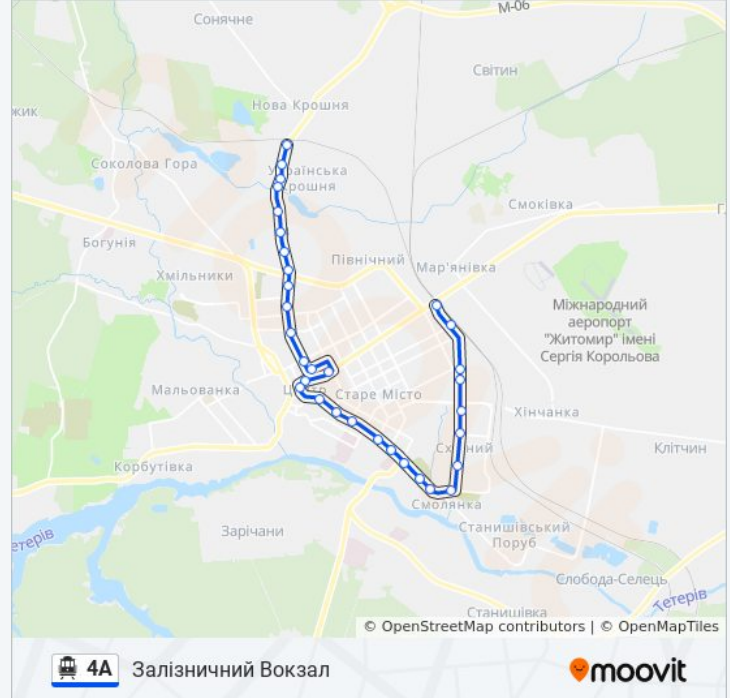 Сонячне
М-06
Світин
Нова Крошня
Соколова Гора
Українська
Крошня
Смоківка
Богунія
Північний
Мар'янівка
Хмільники
Міжнародний
аеропорт
"Житомир" імені
Сергія Корольова
Мальованка
Старе Місто
Хінчанка
Клітчин
Корбутівка
Смолянка
Зарічани
Станишівський
Поруб
Слобода-Селець
Тетерів
Станишівка
© OpenStreetMap contributors | © OpenMapTiles
4А Залізничний Вокзал
moovit